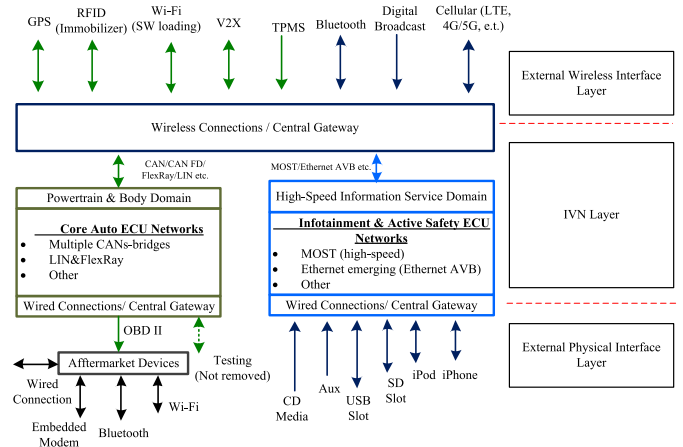 GPS
RFID
(Immobilizer)
Wi-Fi
(SW loading)
V2X
TPMS
Bluetooth
Digital
Broadcast
Cellular (LTE,
4G/5G, e.t.)
External Wireless Interface
Layer
Wireless Connections / Central Gateway
CAN/CAN FD/
FlexRay/LIN etc.
MOST/Ethernet AVB etc.
Powertrain & Body Domain
Core Auto ECU Networks
• Multiple CANs-bridges
• LIN&FlexRay
• Other
Wired Connections/ Central Gateway
High-Speed Information Service Domain
Infotainment & Active Safety ECU
Networks
• MOST (high-speed)
• Ethernet emerging (Ethernet AVB)
• Other
Wired Connections/ Central Gateway
IVN Layer
OBD II
Afftermarket Devices
Testing
(Not removed)
Wired
Connection
Embedded
Modem
Bluetooth
Wi-Fi
CD
Media
Aux
USB
Slot
SD
Slot
iPod
iPhone
External Physical Interface
Layer